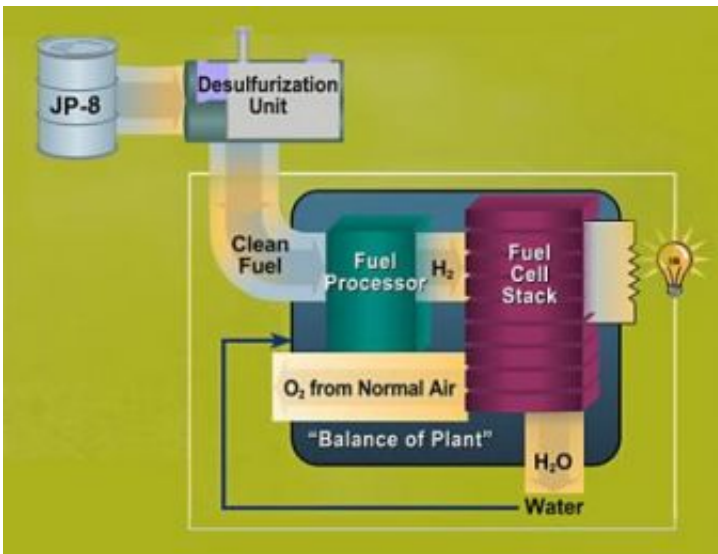 JP-8
Desulfurization
Unit
Clean
Fuel
Fuel
Processor
H₂
Fuel
Cell
Stack
O₂ from Normal Air
“Balance of Plant”
H₂O
Water